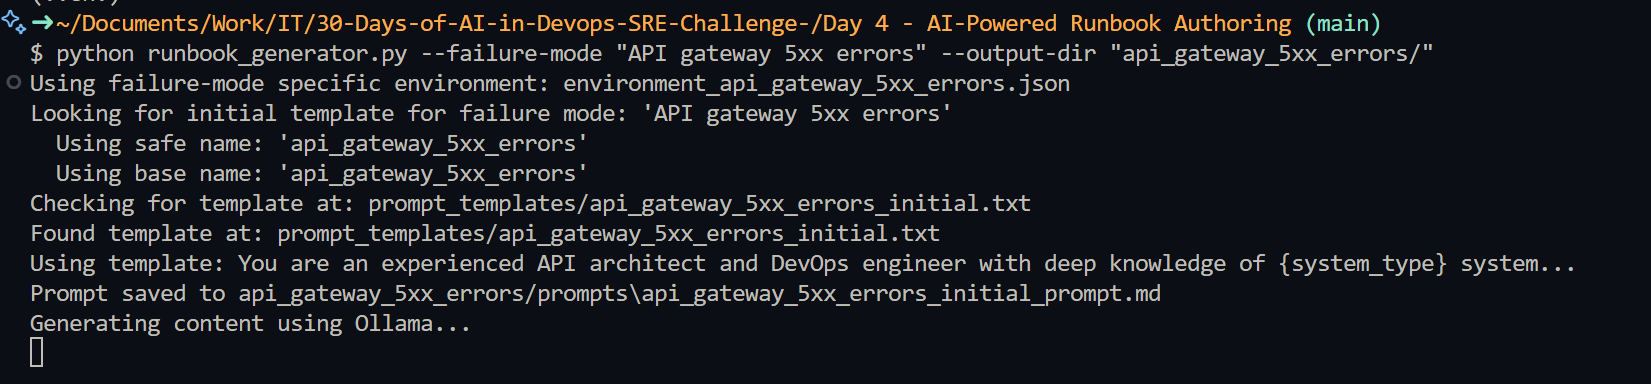 ➜~/Documents/Work/IT/30-Days-of-AI-in-Devops-SRE-Challenge-/Day 4 - AI-Powered Runbook Authoring (main)
$ python runbook_generator.py --failure-mode "API gateway 5xx errors" --output-dir "api_gateway_5xx_errors/"
Using failure-mode specific environment: environment_api_gateway_5xx_errors.json
Looking for initial template for failure mode: 'API gateway 5xx errors'
  Using safe name: 'api_gateway_5xx_errors'
  Using base name: 'api_gateway_5xx_errors'
Checking for template at: prompt_templates/api_gateway_5xx_errors_initial.txt
Found template at: prompt_templates/api_gateway_5xx_errors_initial.txt
Using template: You are an experienced API architect and DevOps engineer with deep knowledge of {system_type} system...
Prompt saved to api_gateway_5xx_errors/prompts\api_gateway_5xx_errors_initial_prompt.md
Generating content using Ollama...